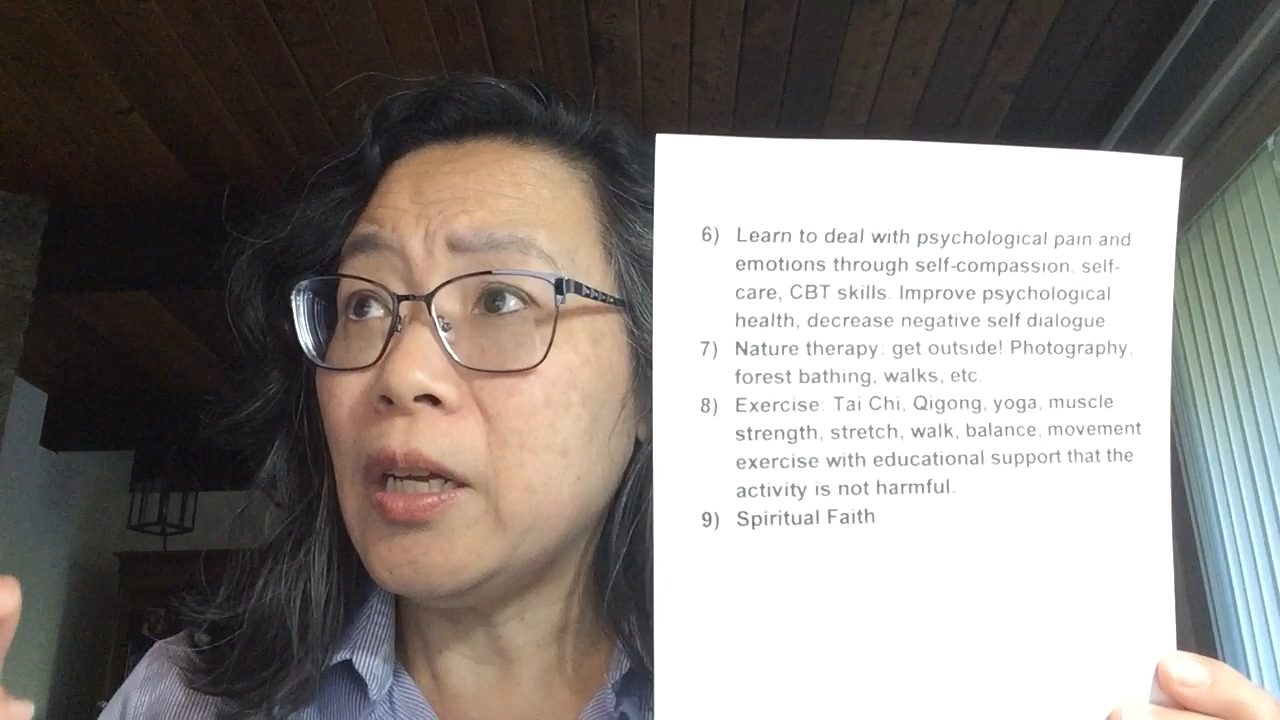 6) Learn to deal with psychological pain and
emotions through self-compassion, self-
care, CBT skills. Improve psychological
health, decrease negative self dialogue
7) Nature therapy: get outside! Photography,
forest bathing, walks, etc.
8) Exercise: Tai Chi, Qigong, yoga, muscle
strength, stretch, walk, balance, movement
exercise with educational support that the
activity is not harmful.
9) Spiritual Faith